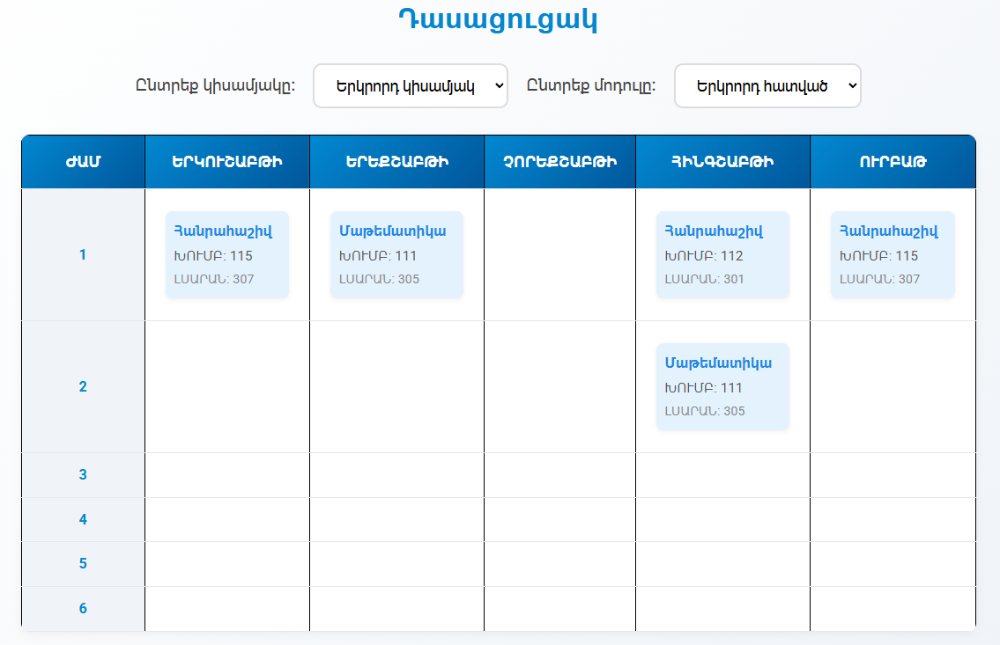 Դասացուցակ
Ընտրեք կիսամյակը: Երկրորդ կիսամյակ Ընտրեք մոդուլը: Երկրորդ հատված
ԺԱՄ ԵՐԿՈՒՇԱԲԹԻ ԵՐԵՔՇԱԲԹԻ ՉՈՐԵՔՇԱԲԹԻ ՀԻՆԳՇԱԲԹԻ ՈՒՐԲԱԹ
1
Հանրահաշիվ
ԽՈՒՄԲ: 115
ԼՍԱՐԱՆ: 307
Մաթեմատիկա
ԽՈՒՄԲ: 111
ԼՍԱՐԱՆ: 305
Հանրահաշիվ
ԽՈՒՄԲ: 112
ԼՍԱՐԱՆ: 301
Հանրահաշիվ
ԽՈՒՄԲ: 115
ԼՍԱՐԱՆ: 307
2
Մաթեմատիկա
ԽՈՒՄԲ: 111
ԼՍԱՐԱՆ: 305
3
4
5
6